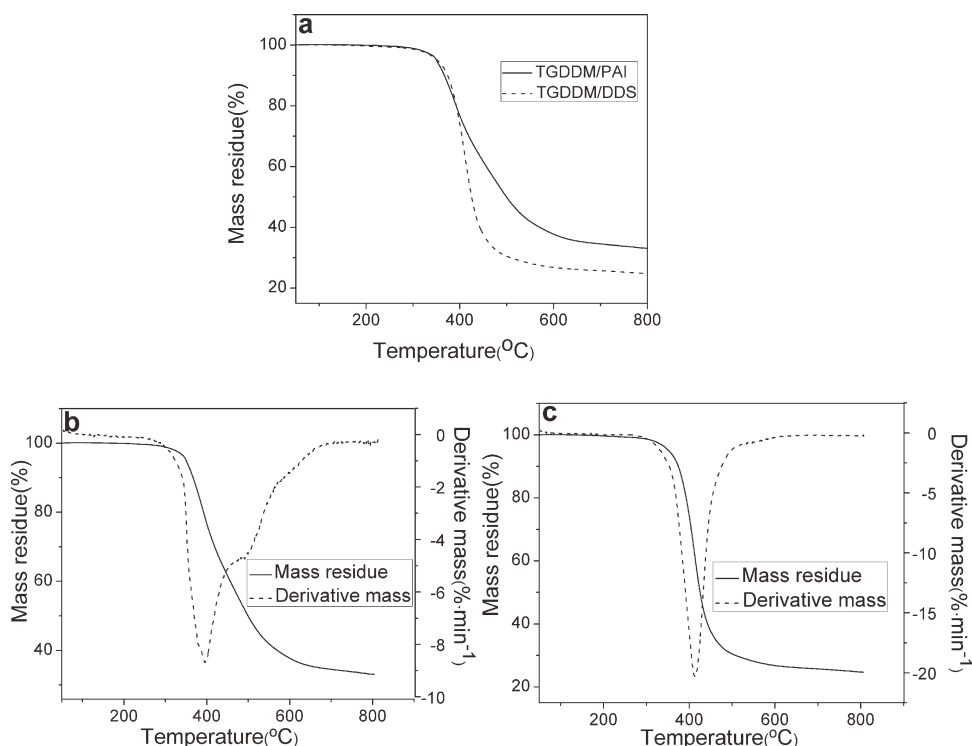 a
100
80
60
40
20
Mass residue(%)
TGDDM/PAI
TGDDM/DDS
200
400
600
800
Temperature(oC)
b
100
80
60
40
Mass residue(%)
0
-2
-4
-6
-8
-10
Derivative mass(%·min-1)
Mass residue
Derivative mass
200
400
600
800
Temperature(oC)
c
100
80
60
40
20
Mass residue(%)
0
-5
-10
-15
-20
Derivative mass(%·min-1)
Mass residue
Derivative mass
200
400
600
800
Temperature(oC)